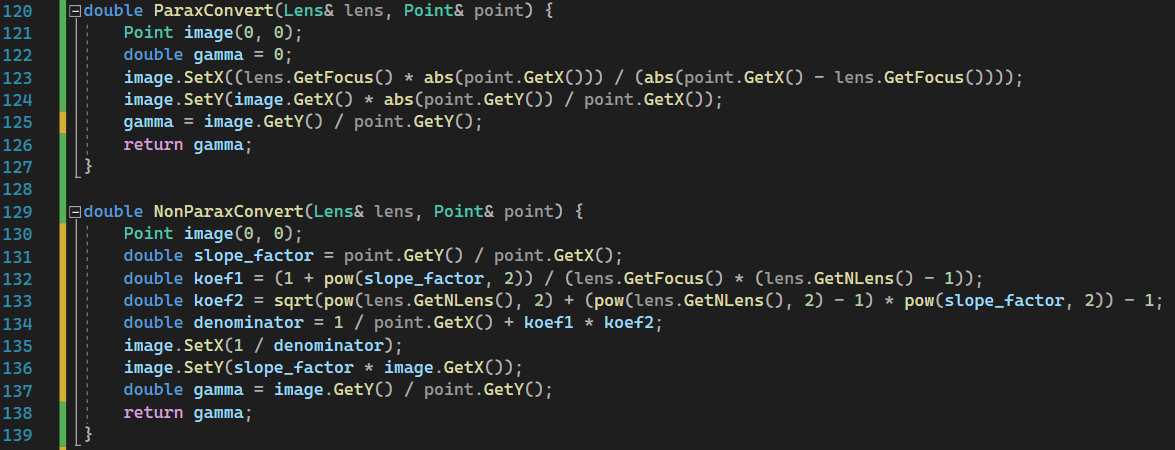 120 double ParaxConvert(Lens& lens, Point& point) {
121 Point image(0, 0);
122 double gamma = 0;
123 image.SetX((lens.GetFocus() * abs(point.GetX())) / (abs(point.GetX() - lens.GetFocus())));
124 image.SetY(image.GetX() * abs(point.GetY()) / point.GetX());
125 gamma = image.GetY() / point.GetY();
126 return gamma;
127 }
128
129 double NonParaxConvert(Lens& lens, Point& point) {
130 Point image(0, 0);
131 double slope_factor = point.GetY() / point.GetX();
132 double koef1 = (1 + pow(slope_factor, 2)) / (lens.GetFocus() * (lens.GetNLens() - 1));
133 double koef2 = sqrt(pow(lens.GetNLens(), 2) + (pow(lens.GetNLens(), 2) - 1) * pow(slope_factor, 2)) - 1;
134 double denominator = 1 / point.GetX() + koef1 * koef2;
135 image.SetX(1 / denominator);
136 image.SetY(slope_factor * image.GetX());
137 double gamma = image.GetY() / point.GetY();
138 return gamma;
139 }